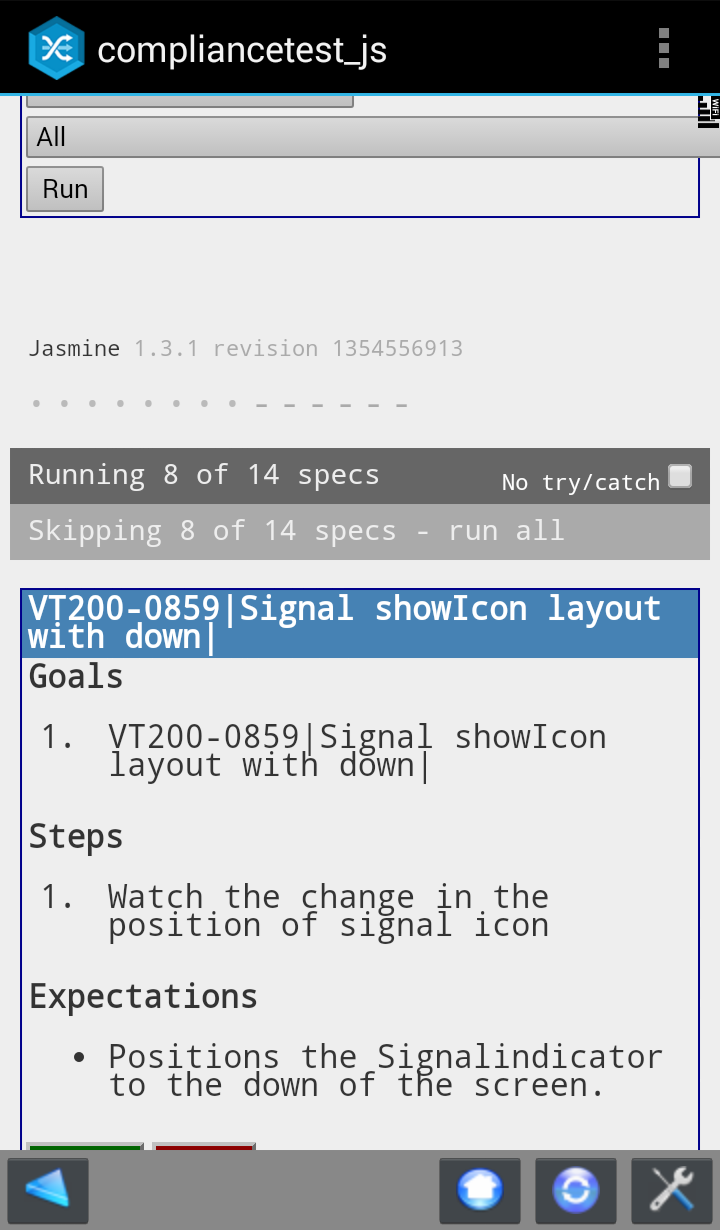 compliancetest_js
WiFi
All
Run
Jasmine 1.3.1 revision 1354556913
Running 8 of 14 specs
No try/catch
Skipping 8 of 14 specs - run all
VT200-0859|Signal showIcon layout
with down|
Goals
1. VT200-0859|Signal showIcon
layout with down|
Steps
1. Watch the change in the
position of signal icon
Expectations
• Positions the Signalindicator
to the down of the screen.